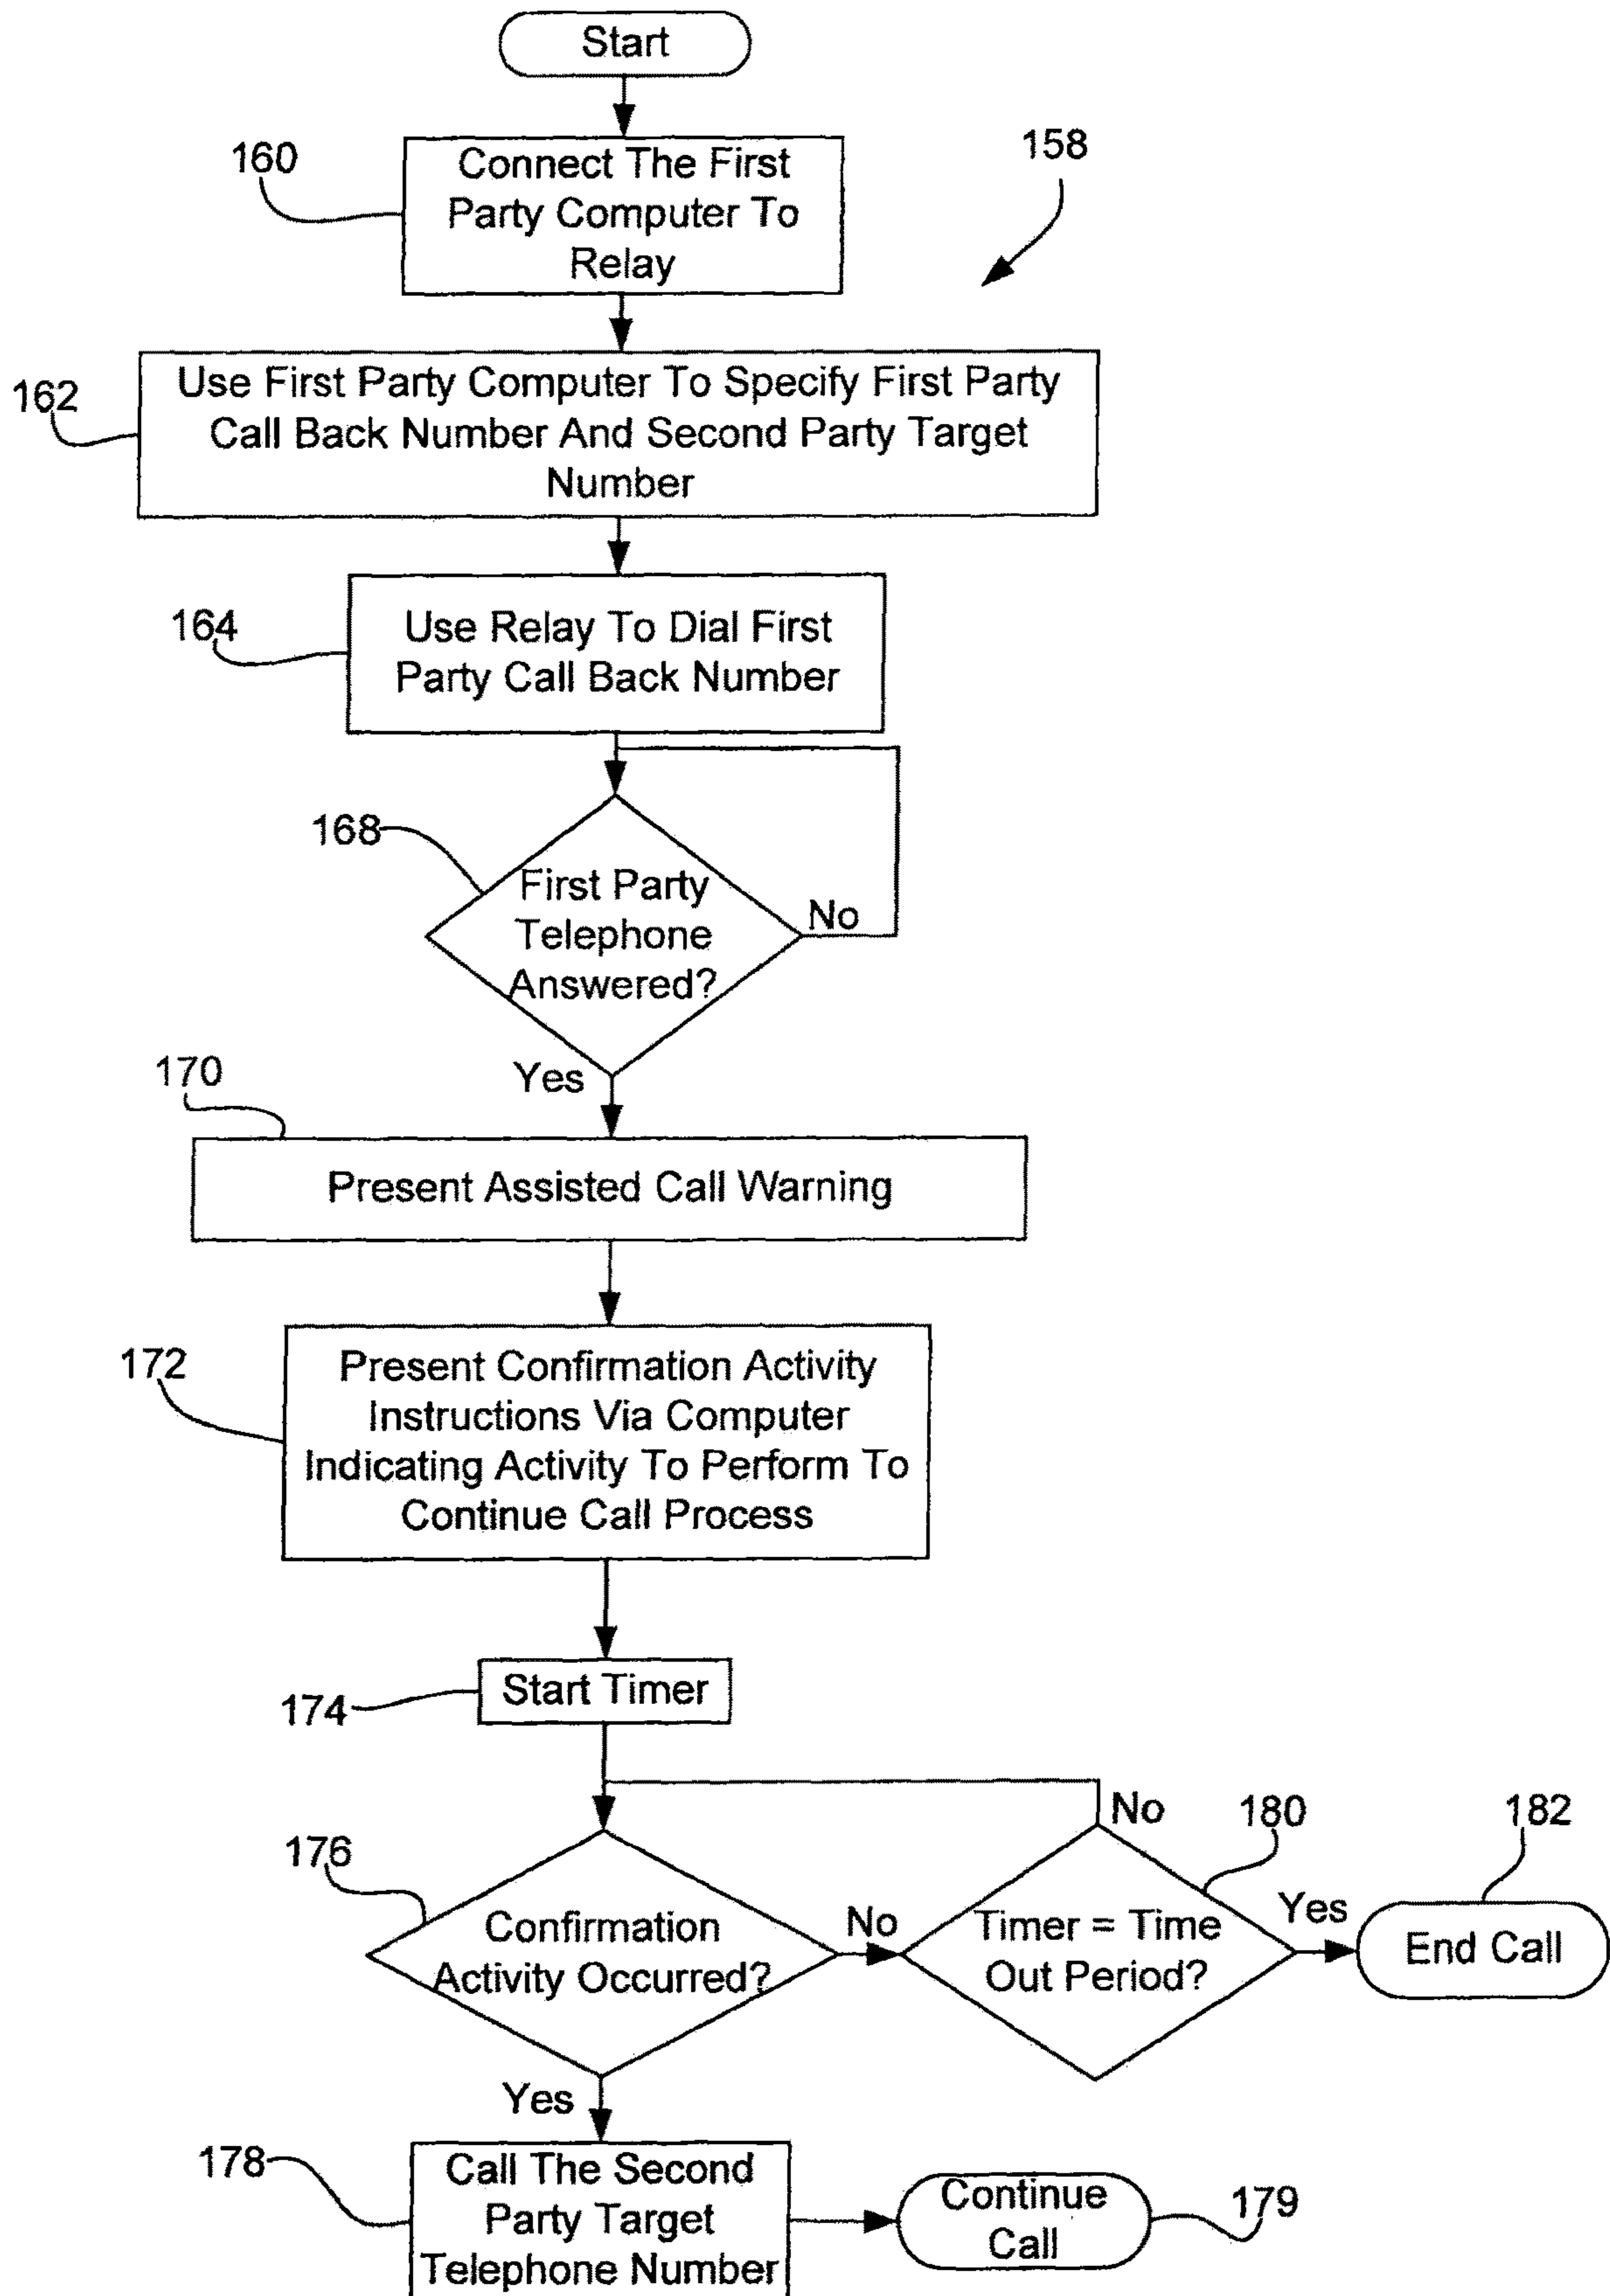 Start
160
Connect The First
Party Computer To
Relay
158
162
Use First Party Computer To Specify First Party
Call Back Number And Second Party Target
Number
164
Use Relay To Dial First
Party Call Back Number
168
First Party
Telephone
Answered?
No
Yes
170
Present Assisted Call Warning
172
Present Confirmation Activity
Instructions Via Computer
Indicating Activity To Perform To
Continue Call Process
174
Start Timer
176
Confirmation
Activity Occurred?
No
No
180
Timer = Time
Out Period?
Yes
182
End Call
Yes
178
Call The Second
Party Target
Telephone Number
Continue
Call
179